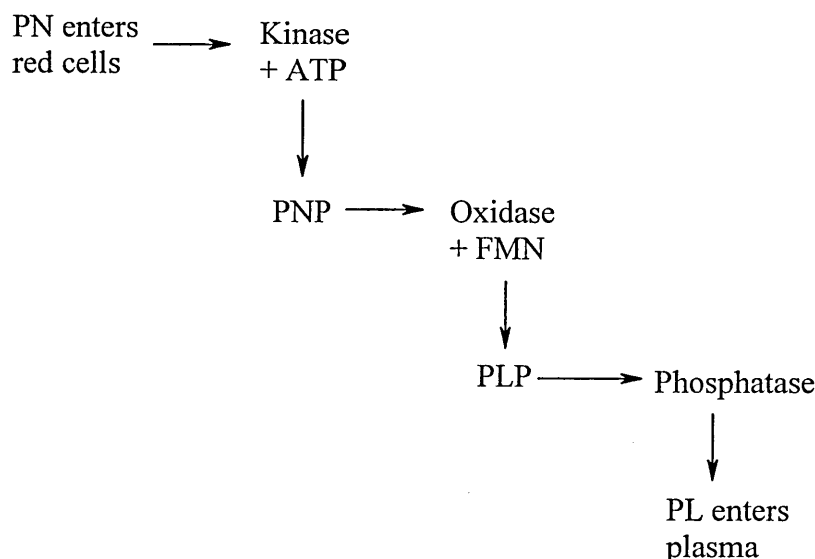 PN enters
red cells
Kinase
+ ATP
PNP
Oxidase
+ FMN
PLP
Phosphatase
PL enters
plasma